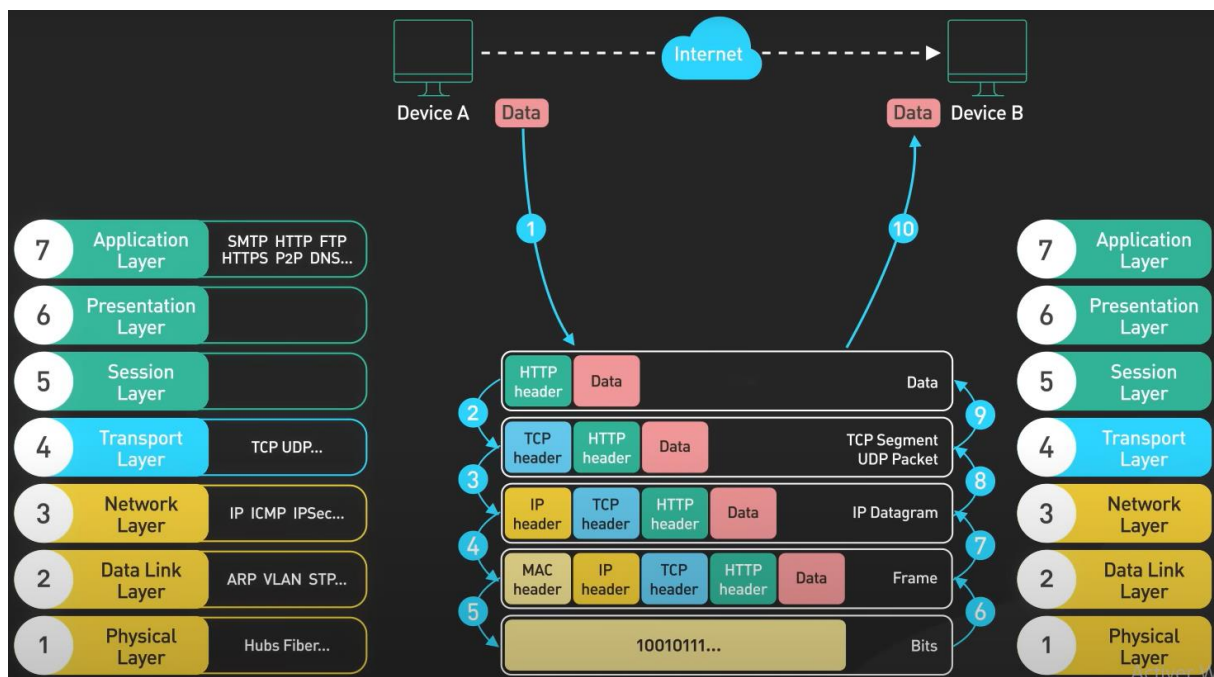 Internet
Device A
Data
Data
Device B
1
10
7
Application
Layer
SMTP HTTP FTP
HTTPS P2P DNS...
7
Application
Layer
6
Presentation
Layer
6
Presentation
Layer
5
Session
Layer
HTTP
header
Data
Data
5
Session
Layer
2
9
4
Transport
Layer
TCP UDP...
TCP
header
HTTP
header
Data
TCP Segment
UDP Packet
4
Transport
Layer
3
8
3
Network
Layer
IP ICMP IPSec...
IP
header
TCP
header
HTTP
header
Data
IP Datagram
3
Network
Layer
4
7
2
Data Link
Layer
ARP VLAN STP...
MAC
header
IP
header
TCP
header
HTTP
header
Data
Frame
2
Data Link
Layer
5
6
1
Physical
Layer
Hubs Fiber...
10010111...
Bits
1
Physical
Layer